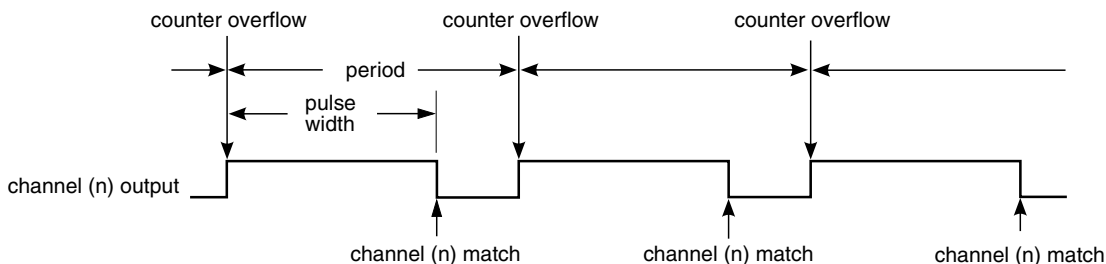 counter overflow counter overflow counter overflow
period
pulse
width
channel (n) output
channel (n) match channel (n) match channel (n) match